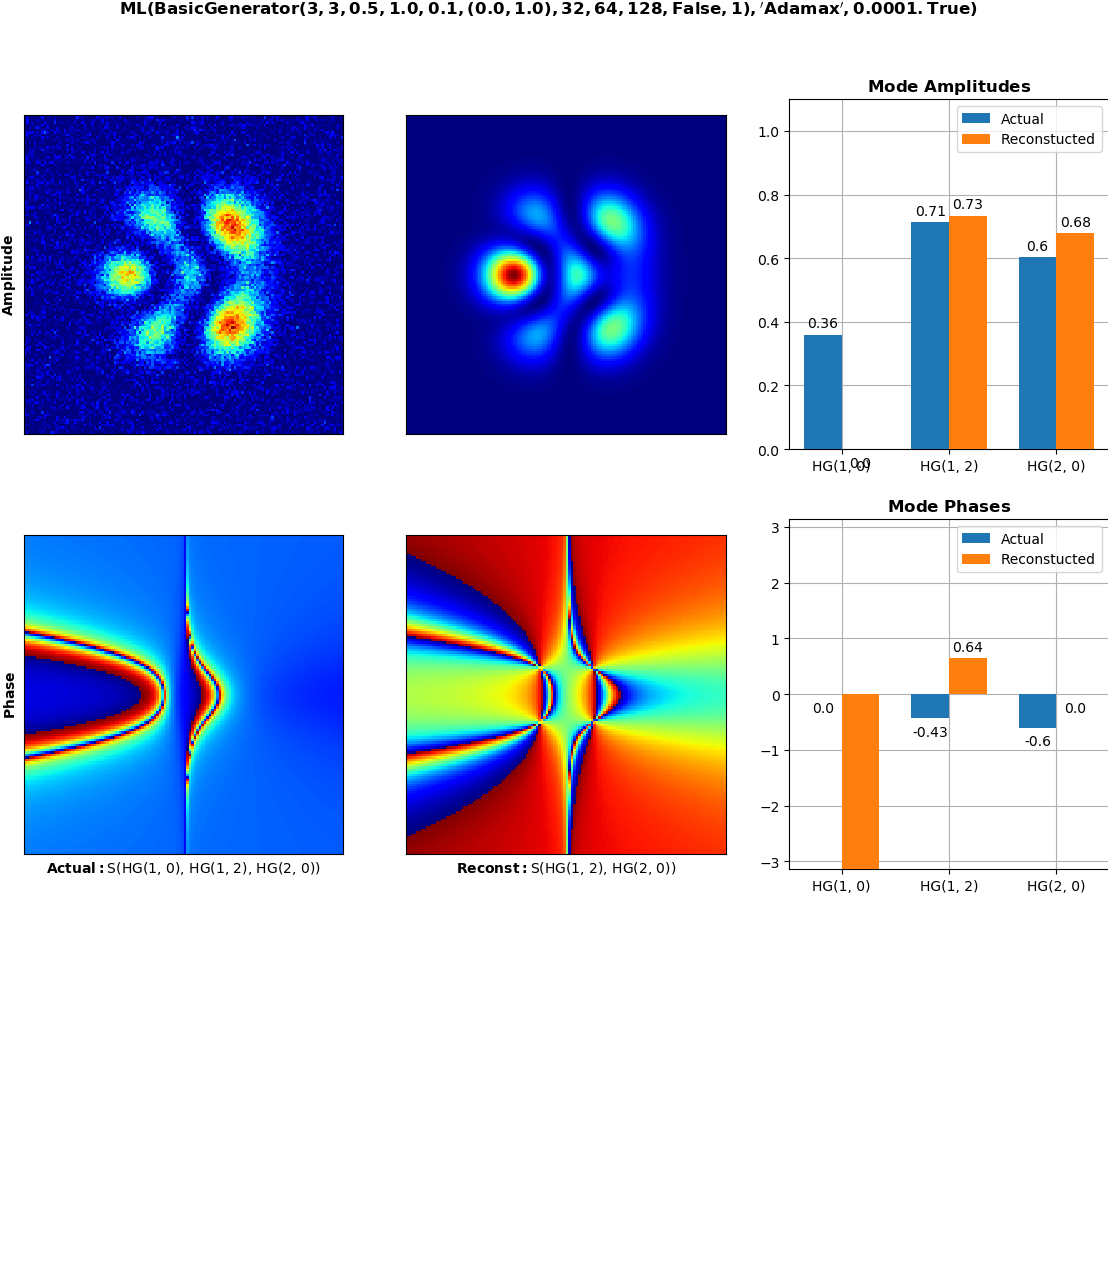 ML(BasicGenerator(3, 3, 0.5, 1.0, 0.1, (0.0, 1.0), 32, 64, 128, False, 1), ′Adamax′, 0.0001. True)
Mode Amplitudes
Amplitude
1.0
0.8
0.6
0.4
0.2
0.0
Actual
Reconstucted
0.36
0.0
0.71
0.73
0.6
0.68
HG(1, 0)
HG(1, 2)
HG(2, 0)
Mode Phases
Phase
3
2
1
0
−1
−2
−3
Actual
Reconstucted
0.0
-0.43
0.64
-0.6
0.0
HG(1, 0)
HG(1, 2)
HG(2, 0)
Actual: S(HG(1, 0), HG(1, 2), HG(2, 0))
Reconst: S(HG(1, 2), HG(2, 0))